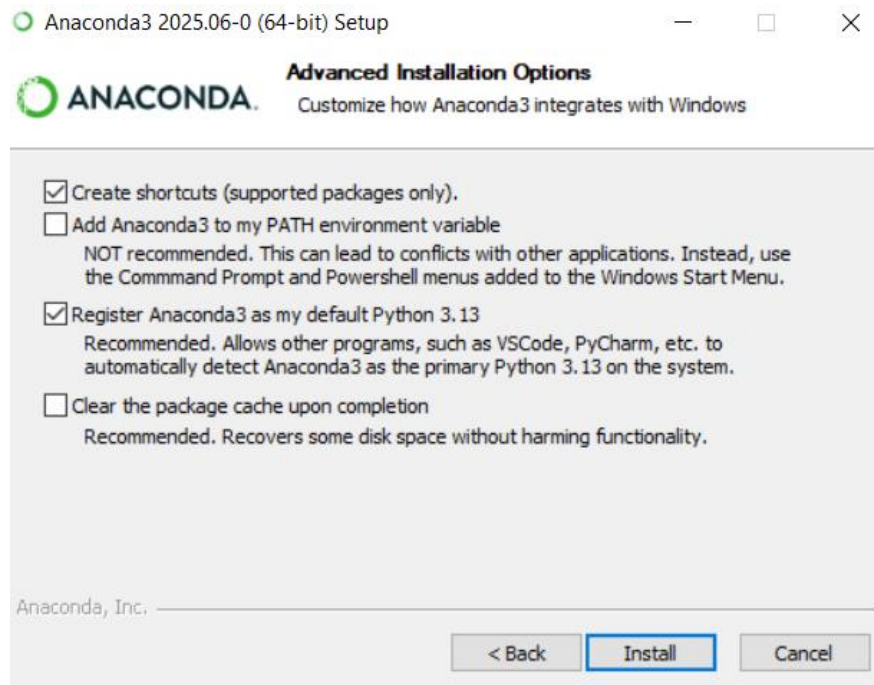 Anaconda3 2025.06-0 (64-bit) Setup
ANACONDA.
Advanced Installation Options
Customize how Anaconda3 integrates with Windows
Create shortcuts (supported packages only).
Add Anaconda3 to my PATH environment variable
NOT recommended. This can lead to conflicts with other applications. Instead, use
the Commmand Prompt and Powershell menus added to the Windows Start Menu.
Register Anaconda3 as my default Python 3.13
Recommended. Allows other programs, such as VSCode, PyCharm, etc. to
automatically detect Anaconda3 as the primary Python 3.13 on the system.
Clear the package cache upon completion
Recommended. Recovers some disk space without harming functionality.
Anaconda, Inc.
< Back
Install
Cancel